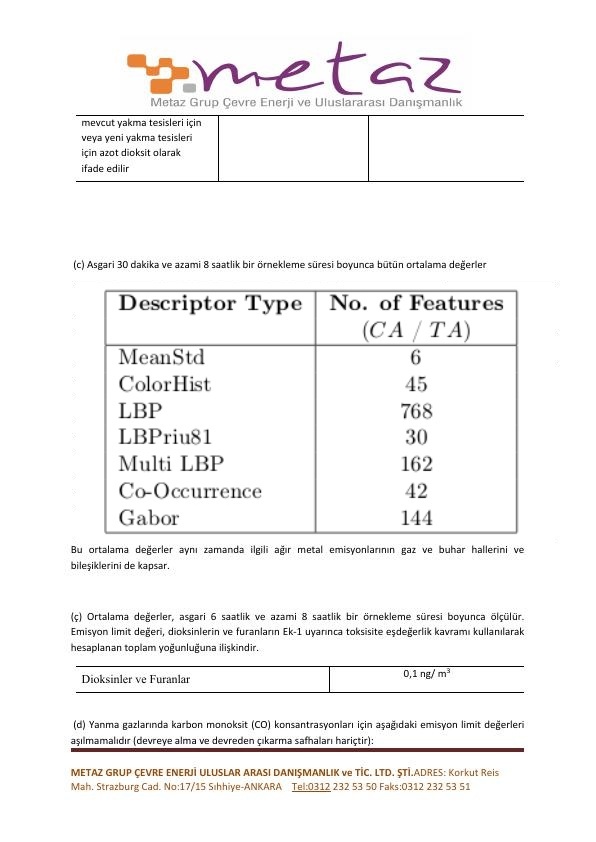 metaz
Metaz Grup Çevre Enerji ve Uluslararası Danışmanlık
mevcut yakma tesisleri için
veya yeni yakma tesisleri
için azot dioksit olarak
ifade edilir
(c) Asgari 30 dakika ve azami 8 saatlik bir örnekleme süresi boyunca bütün ortalama değerler
Descriptor Type No. of Features
(CA / TA)
MeanStd 6
ColorHist 45
LBP 768
LBPriu81 30
Multi LBP 162
Co-Occurrence 42
Gabor 144
Bu ortalama değerler aynı zamanda ilgili ağır metal emisyonlarının gaz ve buhar hallerini ve
bileşiklerini de kapsar.
(ç) Ortalama değerler, asgari 6 saatlik ve azami 8 saatlik bir örnekleme süresi boyunca ölçülür.
Emisyon limit değeri, dioksinlerin ve furanların Ek-1 uyarınca toksisite eşdeğerlik kavramı kullanılarak
hesaplanan toplam yoğunluğuna ilişkindir.
Dioksinler ve Furanlar 0,1 ng/ m³
(d) Yanma gazlarında karbon monoksit (CO) konsantrasyonları için aşağıdaki emisyon limit değerleri
aşılmamalıdır (devreye alma ve devreden çıkarma safhaları hariçtir):
METAZ GRUP ÇEVRE ENERJİ ULUSLAR ARASI DANIŞMANLIK ve TİC. LTD. ŞTİ.ADRES: Korkut Reis
Mah. Strazburg Cad. No:17/15 Sıhhiye-ANKARA Tel:0312 232 53 50 Faks:0312 232 53 51